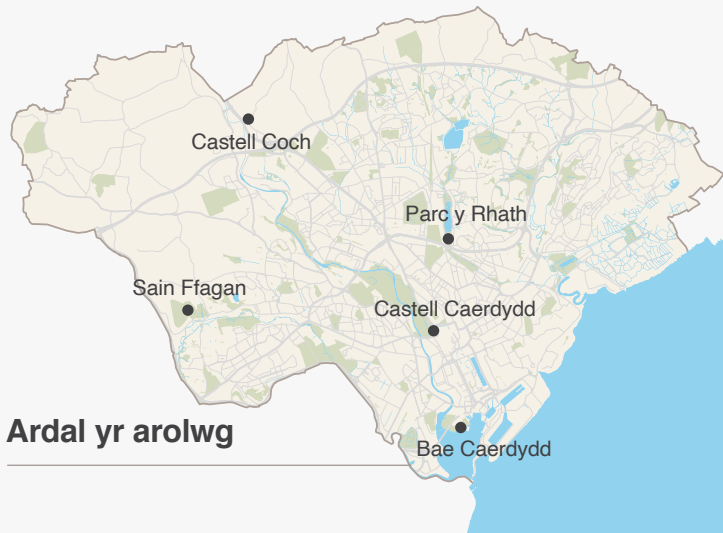 Castell Coch
Parc y Rhath
Sain Ffagan
Castell Caerdydd
Ardal yr arolwg
Bae Caerdydd